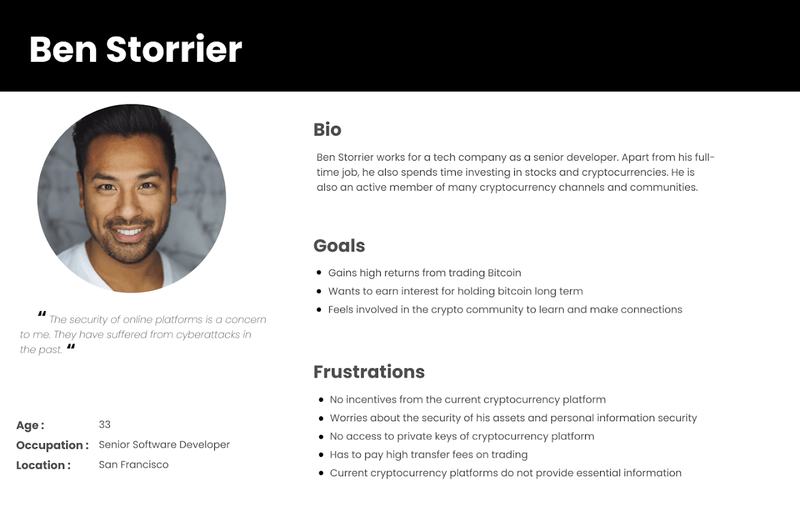 Ben Storrier
“ The security of online platforms is a concern
to me. They have suffered from cyberattacks in
the past. “
Age : 33
Occupation : Senior Software Developer
Location : San Francisco
Bio
Ben Storrier works for a tech company as a senior developer. Apart from his full-
time job, he also spends time investing in stocks and cryptocurrencies. He is
also an active member of many cryptocurrency channels and communities.
Goals
• Gains high returns from trading Bitcoin
• Wants to earn interest for holding bitcoin long term
• Feels involved in the crypto community to learn and make connections
Frustrations
• No incentives from the current cryptocurrency platform
• Worries about the security of his assets and personal information security
• No access to private keys of cryptocurrency platform
• Has to pay high transfer fees on trading
• Current cryptocurrency platforms do not provide essential information